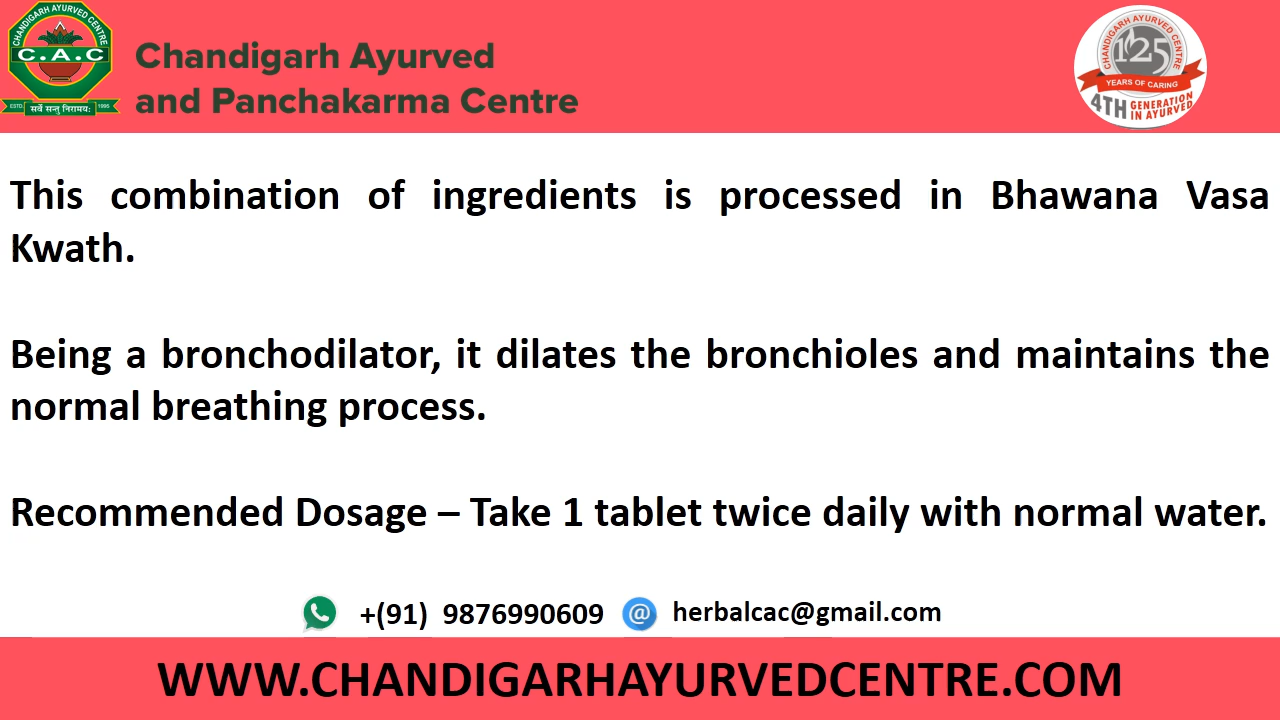 CHANDIGARH AYURVED CENTRE
C.A.C
ESTD. सर्वे सन्तु निरामय: 1996
Chandigarh Ayurved
and Panchakarma Centre
CHANDIGARH AYURVED CENTRE
125
YEARS OF CARING
4TH GENERATION
IN AYURVED
This combination of ingredients is processed in Bhawana Vasa
Kwath.
Being a bronchodilator, it dilates the bronchioles and maintains the
normal breathing process.
Recommended Dosage – Take 1 tablet twice daily with normal water.
+(91) 9876990609 @ herbalcac@gmail.com
WWW.CHANDIGARHAYURVEDCENTRE.COM